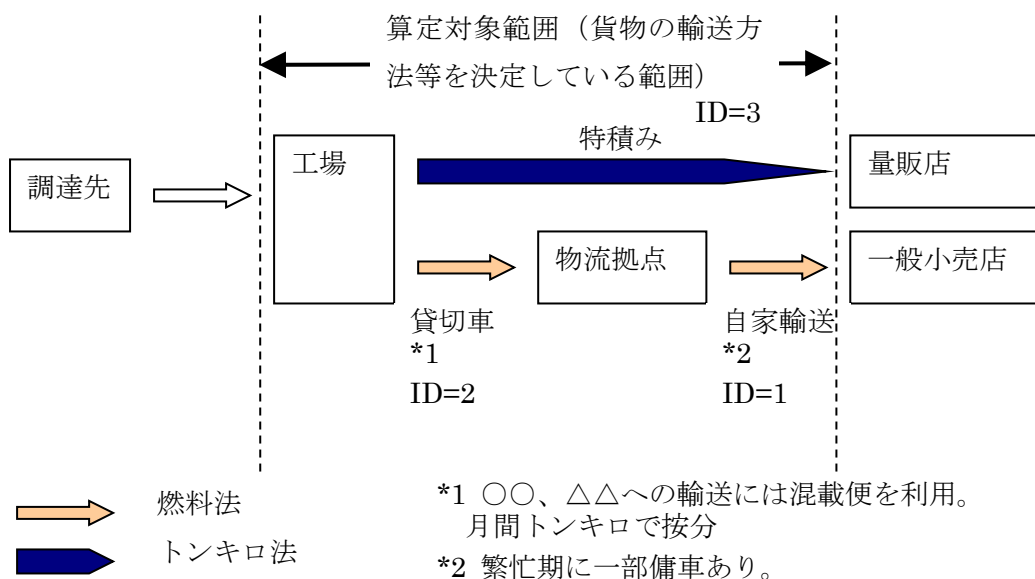 算定対象範囲（貨物の輸送方
法等を決定している範囲）
ID=3
特積み
調達先
工場
量販店
物流拠点
一般小売店
貸切車
*1
ID=2
自家輸送
*2
ID=1
燃料法
トンキロ法
*1 ○○、△△への輸送には混載便を利用。
月間トンキロで按分
*2 繁忙期に一部傭車あり。